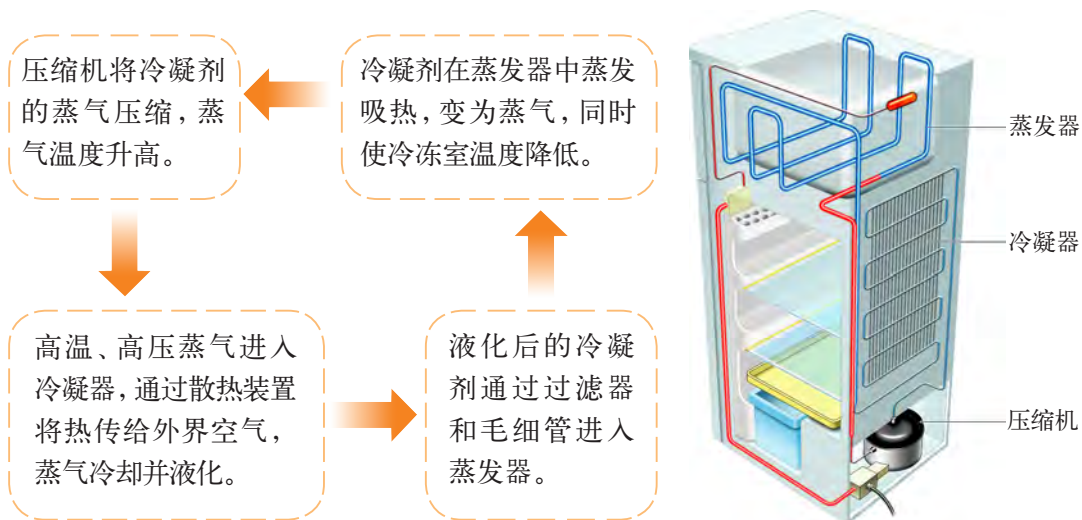 压缩机将冷凝剂
的蒸气压缩，蒸
气温度升高。
冷凝剂在蒸发器中蒸发
吸热，变为蒸气，同时
使冷冻室温度降低。
高温、高压蒸气进入
冷凝器，通过散热装置
将热传给外界空气，
蒸气冷却并液化。
液化后的冷凝
剂通过过滤器
和毛细管进入
蒸发器。
蒸发器
冷凝器
压缩机